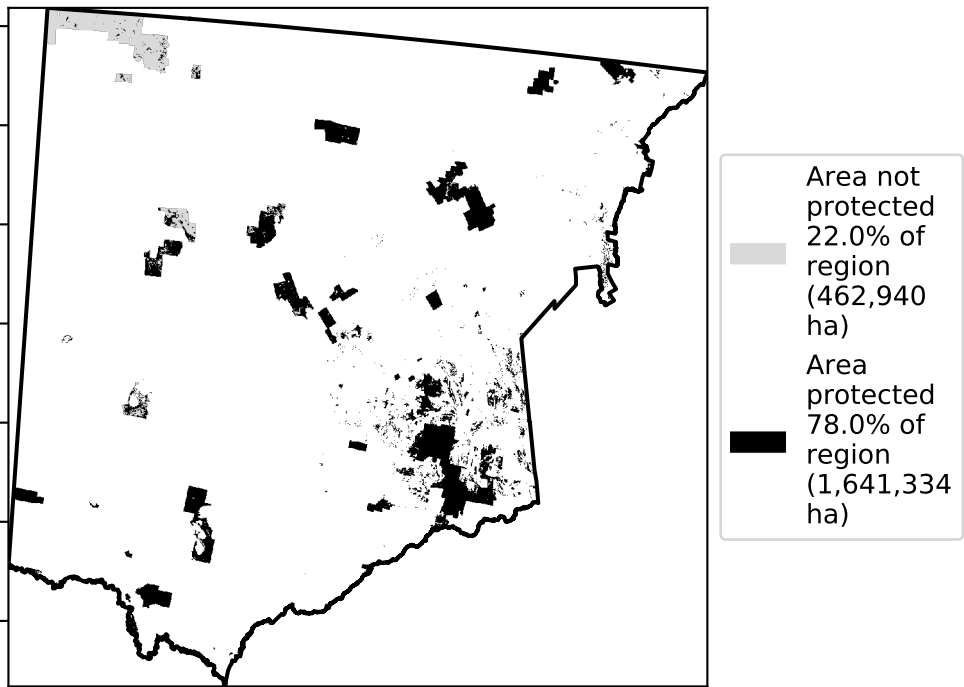 Area not
protected
22.0% of
region
(462,940
ha)
Area
protected
78.0% of
region
(1,641,334
ha)